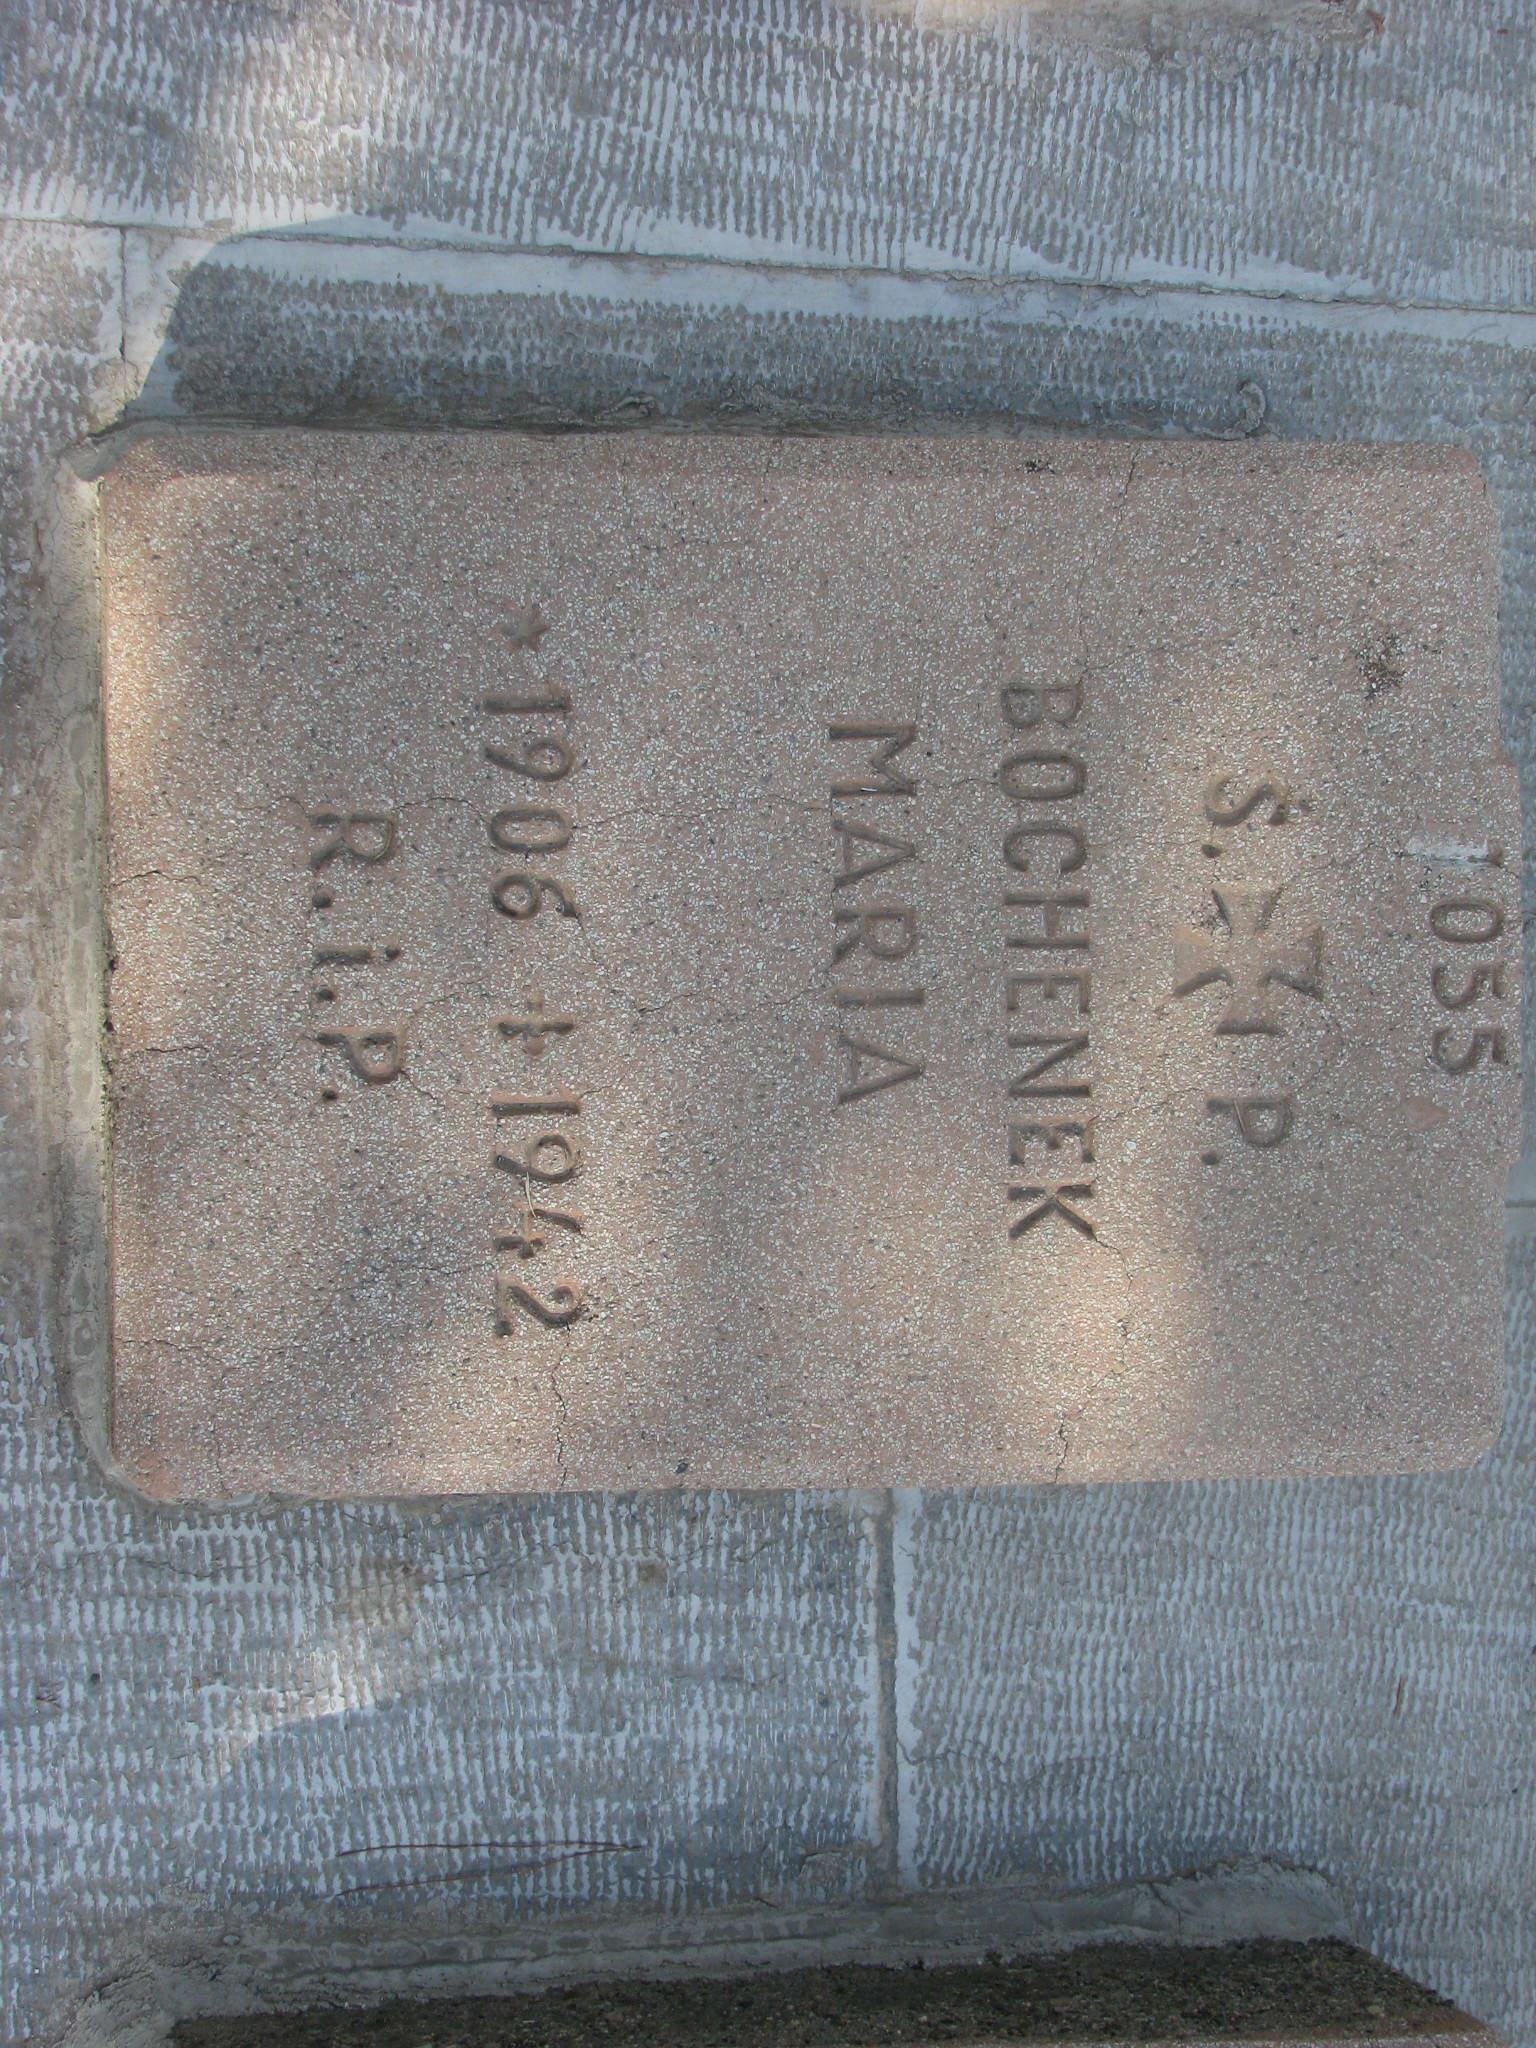 1055
Ś. ✠ P.
BOCHENEK
MARIA
* 1906 + 1942
R.i.P.